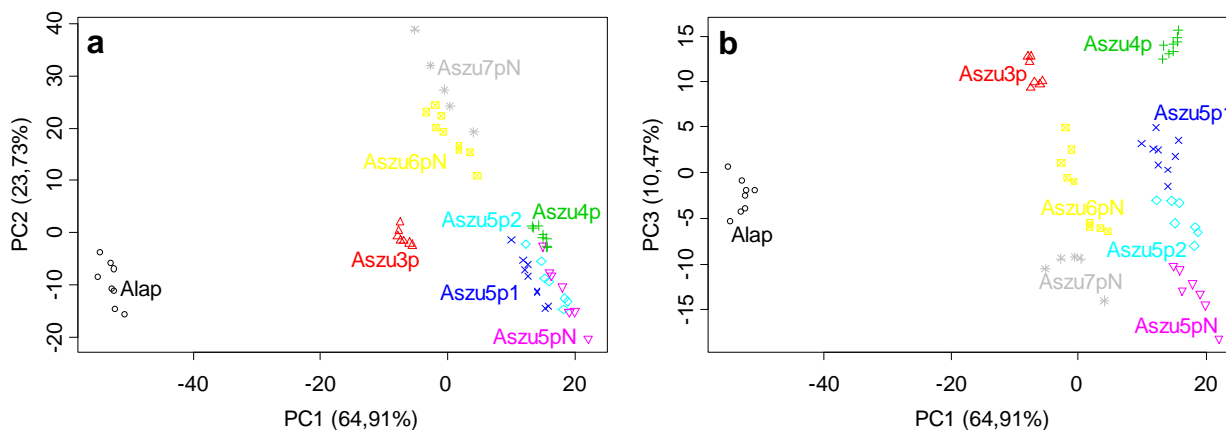 a
PC2 (23,73%)
40
30
20
10
0
-10
-20
Aszu7pN
Aszu6pN
Aszu5p2
Aszu4p
Aszu3p
Alap
Aszu5p1
Aszu5pN
-40
-20
0
20
PC1 (64,91%)
b
PC3 (10,47%)
15
10
5
0
-5
-10
-15
Aszu4p
Aszu3p
Aszu5p1
Aszu6pN
Alap
Aszu5p2
Aszu7pN
Aszu5pN
-40
-20
0
20
PC1 (64,91%)